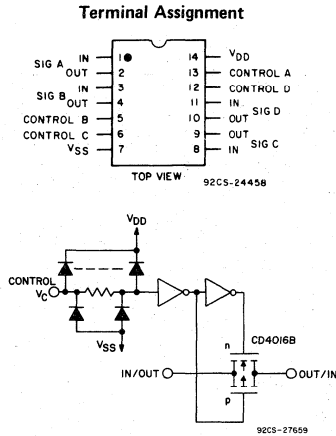 Terminal Assignment
SIG A IN 1 14 VDD
OUT 2 13 CONTROL A
SIG B IN 3 12 CONTROL D
OUT 4 11 IN SIG D
CONTROL B 5 10 OUT
CONTROL C 6 9 OUT SIG C
VSS 7 8 IN
TOP VIEW
92CS-24458
VDD
CONTROL
VC
VSS
n
CD4016B
IN/OUT
OUT/IN
p
92CS-27659